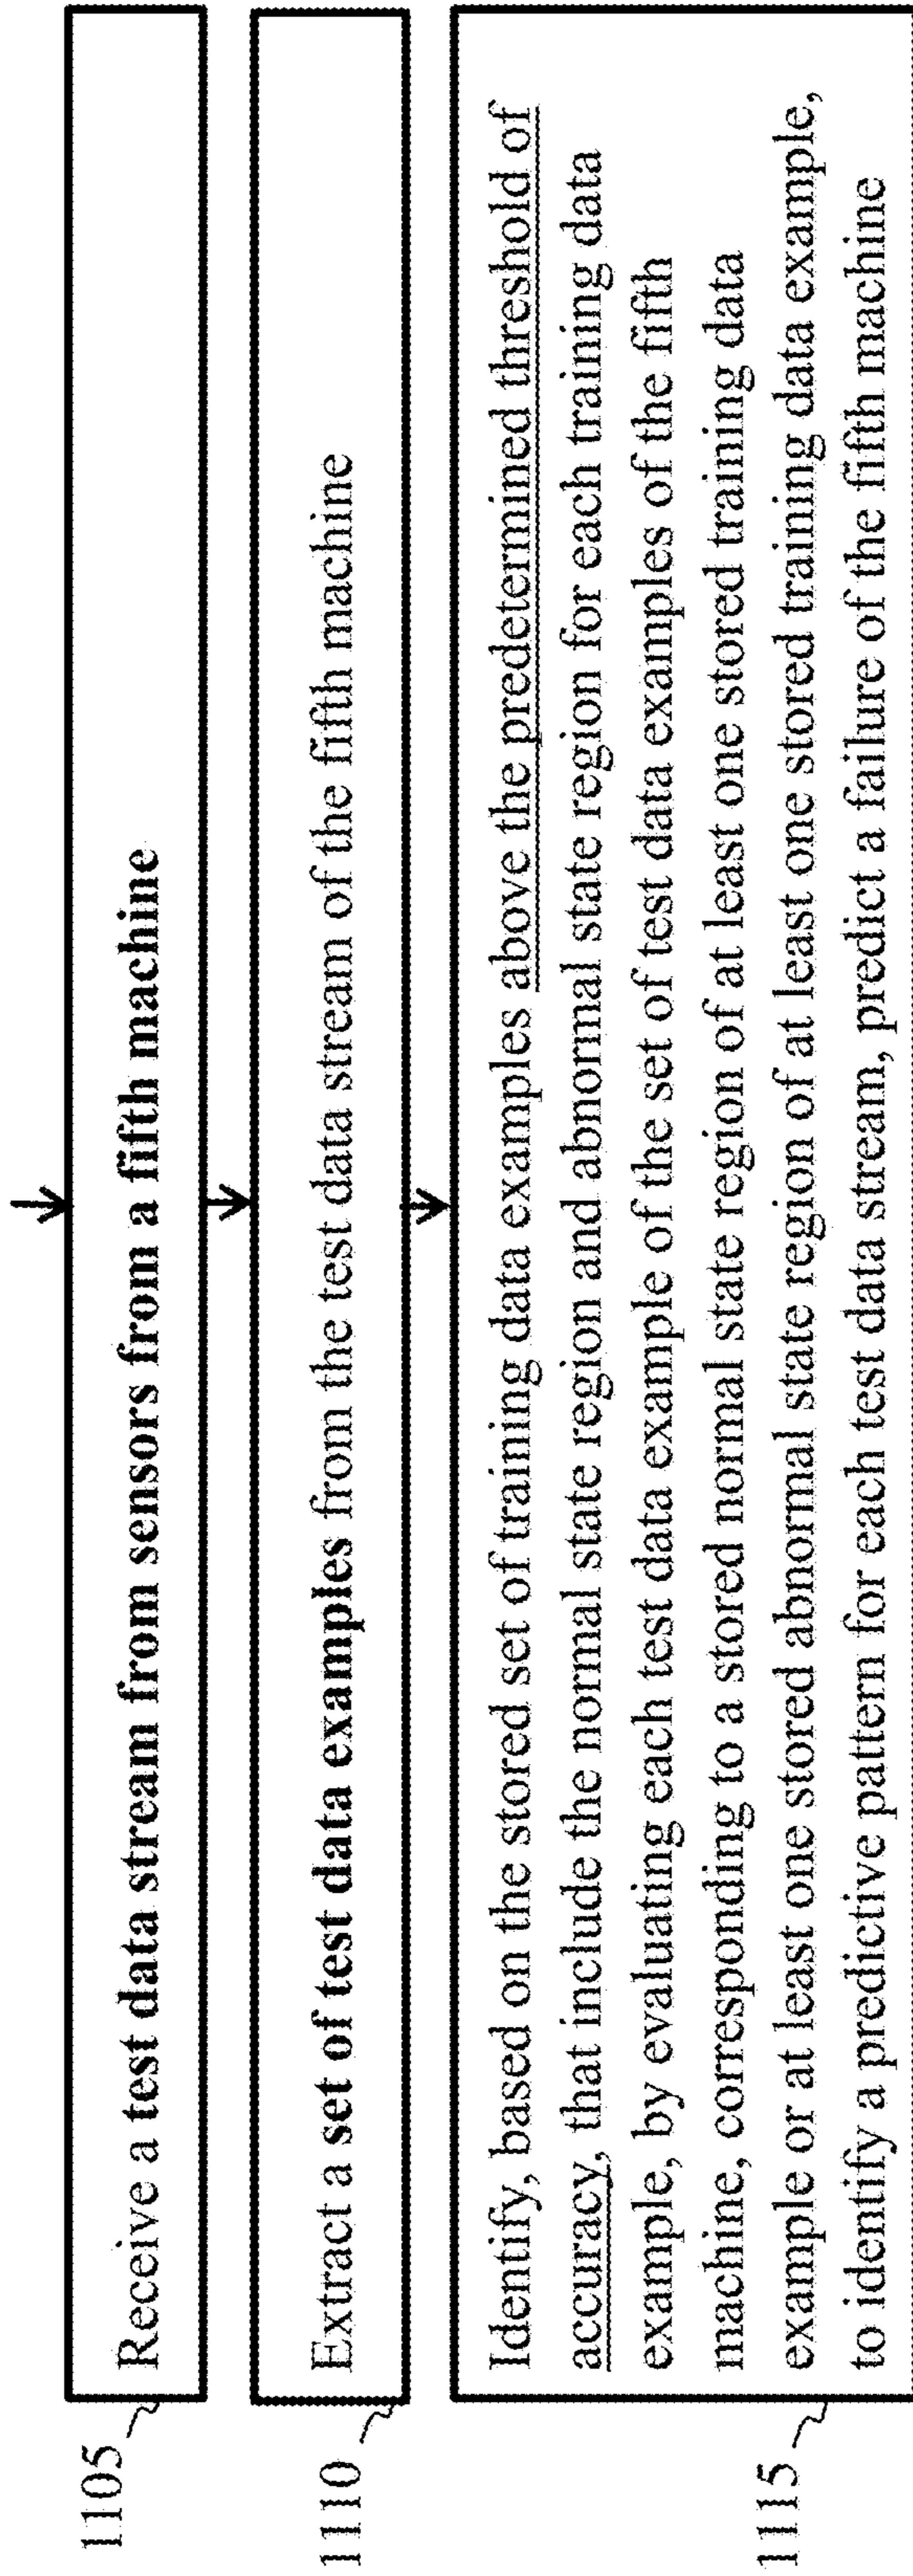 1105
Receive a test data stream from sensors from a fifth machine
1110
Extract a set of test data examples from the test data stream of the fifth machine
1115
Identify, based on the stored set of training data examples above the predetermined threshold of
accuracy, that include the normal state region and abnormal state region for each training data
example, by evaluating each test data example of the set of test data examples of the fifth
machine, corresponding to a stored normal state region of at least one stored training data
example or at least one stored abnormal state region of at least one stored training data example,
to identify a predictive pattern for each test data stream, predict a failure of the fifth machine